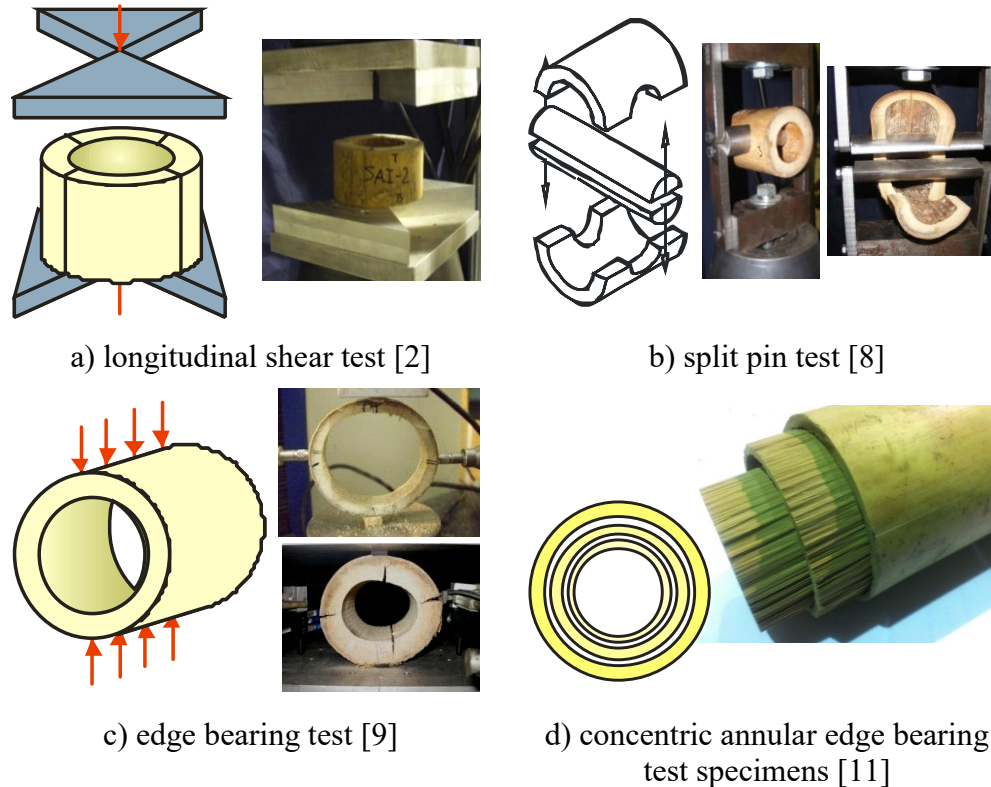 SAI-2
a) longitudinal shear test [2]
b) split pin test [8]
c) edge bearing test [9]
d) concentric annular edge bearing
test specimens [11]